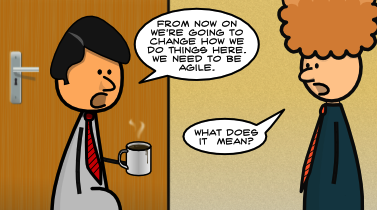 FROM NOW ON
WE'RE GOING TO
CHANGE HOW WE
DO THINGS HERE.
WE NEED TO BE
AGILE.
WHAT DOES
IT MEAN?